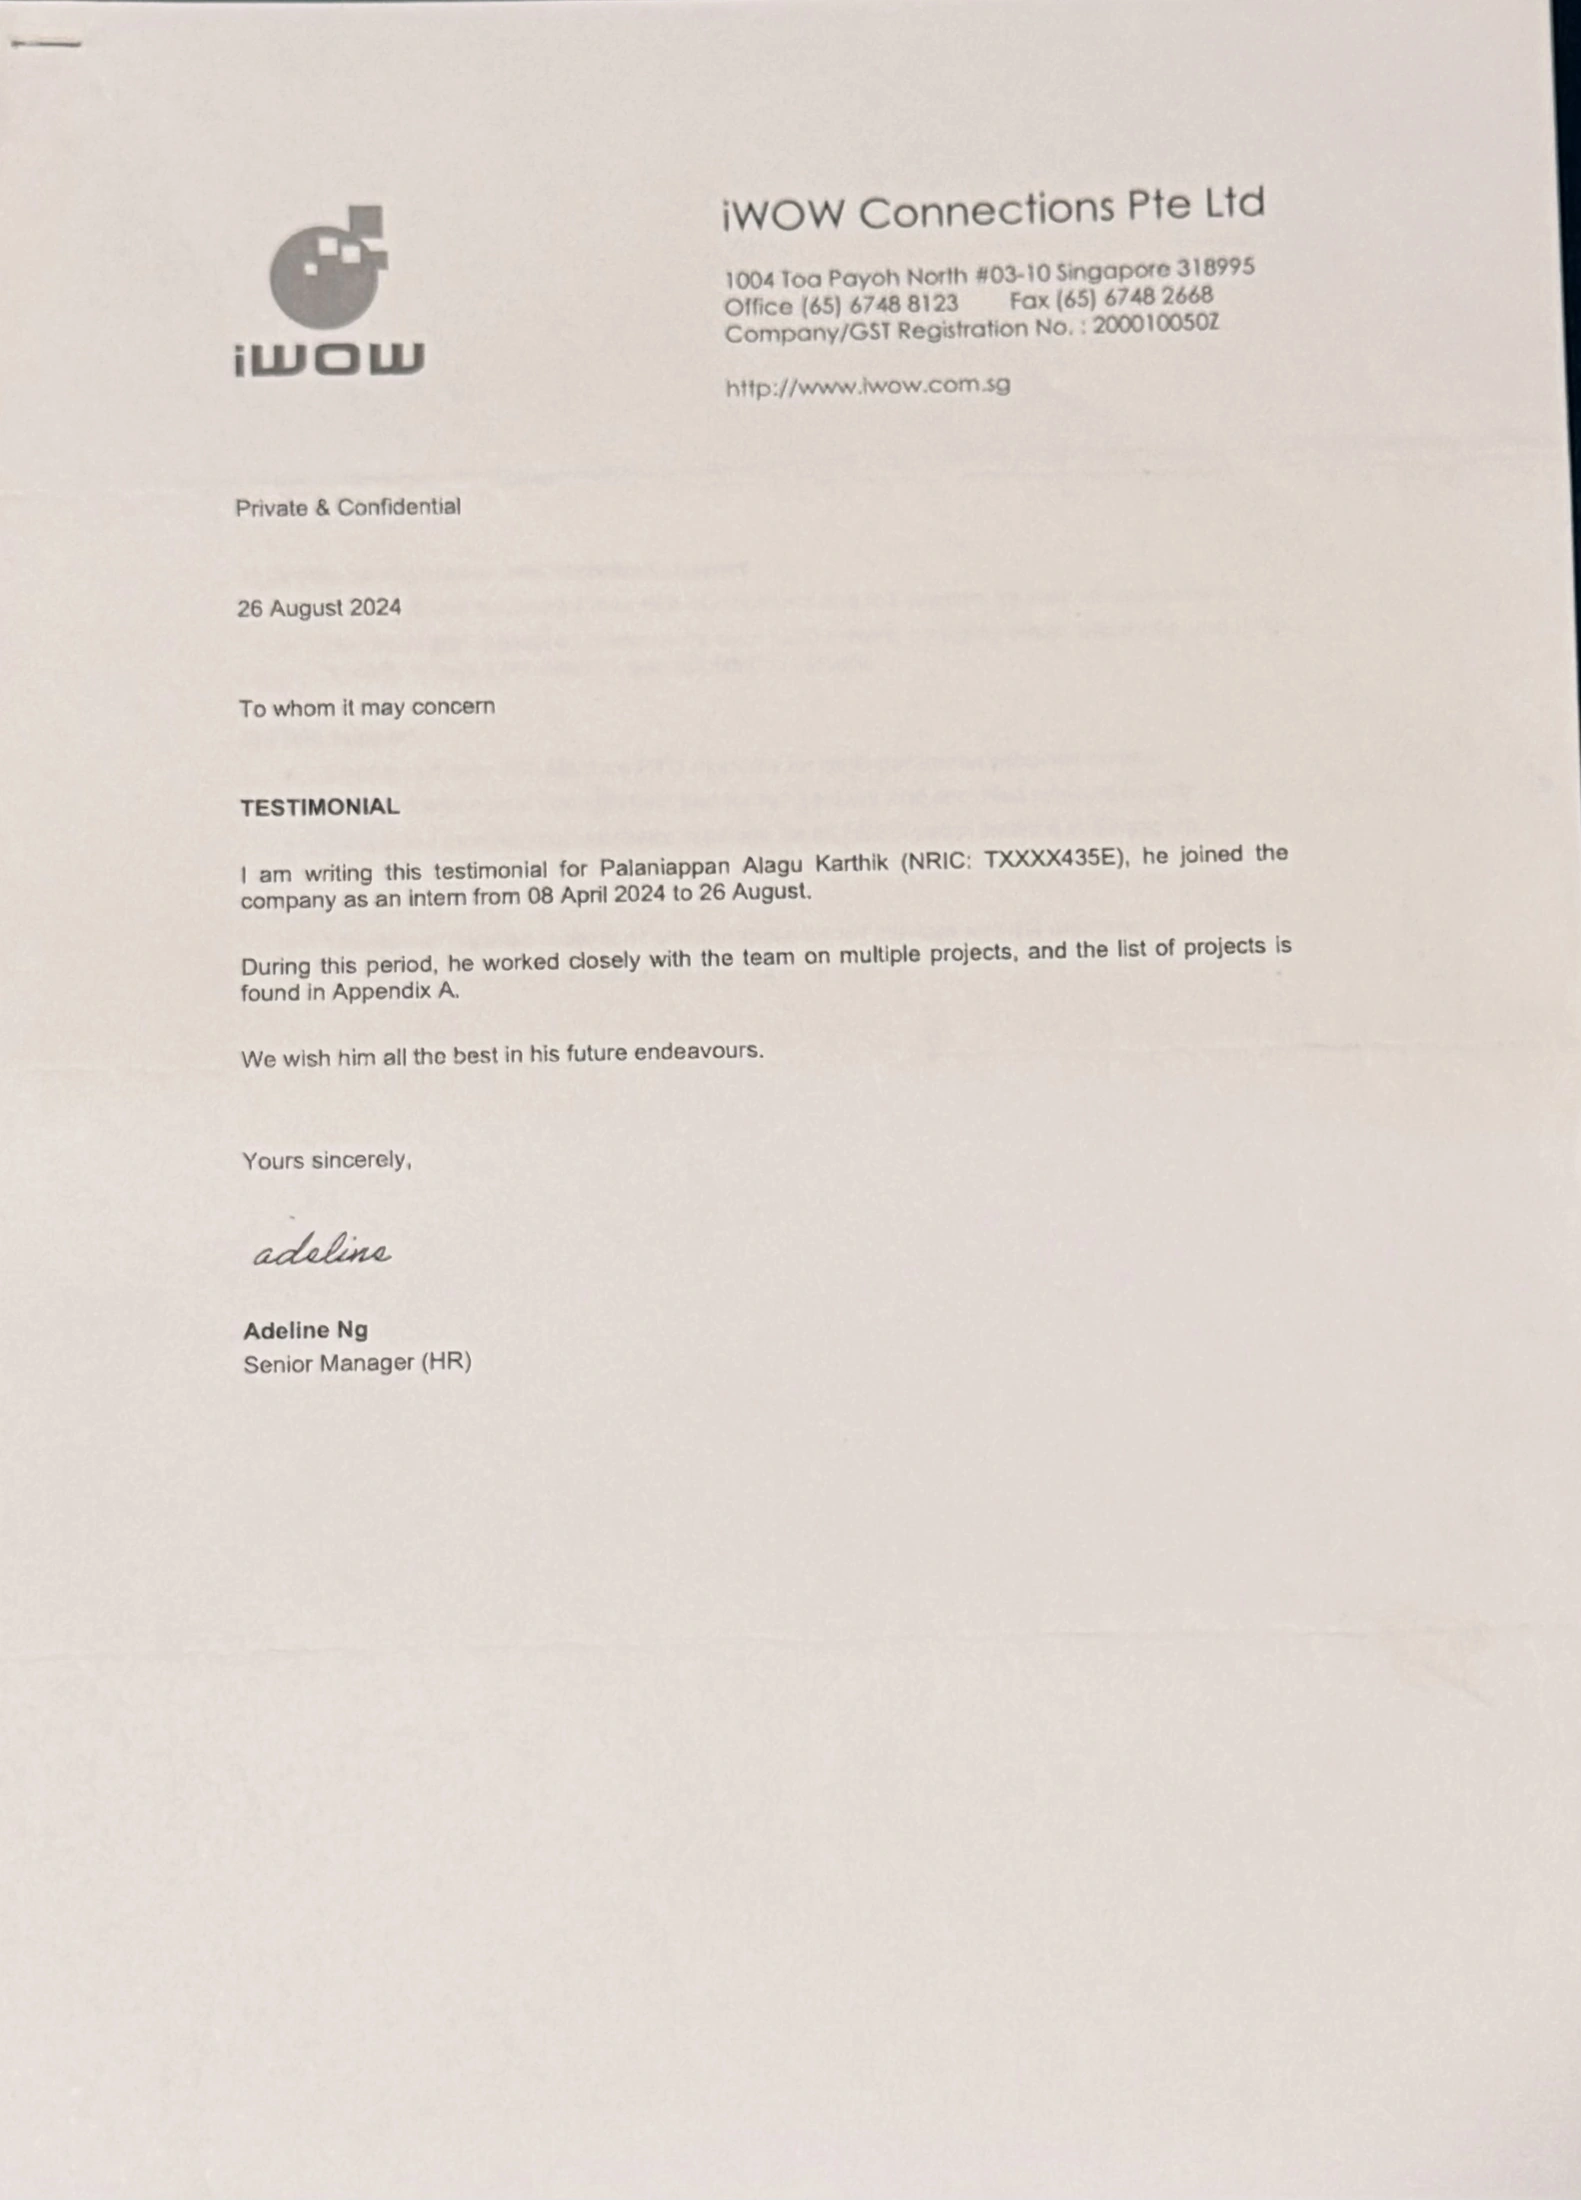 iWOW Connections Pte Ltd
1004 Toa Payoh North #03-10 Singapore 318995
Office (65) 6748 8123 Fax (65) 6748 2668
Company/GST Registration No. : 200010050Z
http://www.iwow.com.sg
iWOW
Private & Confidential
26 August 2024
To whom it may concern
TESTIMONIAL
I am writing this testimonial for Palaniappan Alagu Karthik (NRIC: TXXXX435E), he joined the
company as an intern from 08 April 2024 to 26 August.
During this period, he worked closely with the team on multiple projects, and the list of projects is
found in Appendix A.
We wish him all the best in his future endeavours.
Yours sincerely,
adeline
Adeline Ng
Senior Manager (HR)